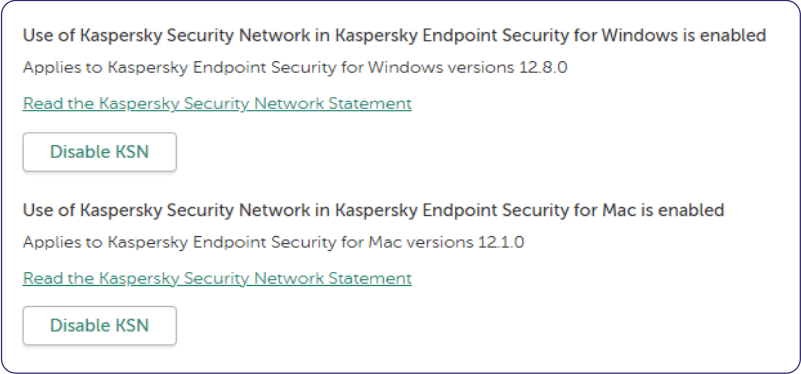 Use of Kaspersky Security Network in Kaspersky Endpoint Security for Windows is enabled
Applies to Kaspersky Endpoint Security for Windows versions 12.8.0
Read the Kaspersky Security Network Statement
Disable KSN
Use of Kaspersky Security Network in Kaspersky Endpoint Security for Mac is enabled
Applies to Kaspersky Endpoint Security for Mac versions 12.1.0
Read the Kaspersky Security Network Statement
Disable KSN